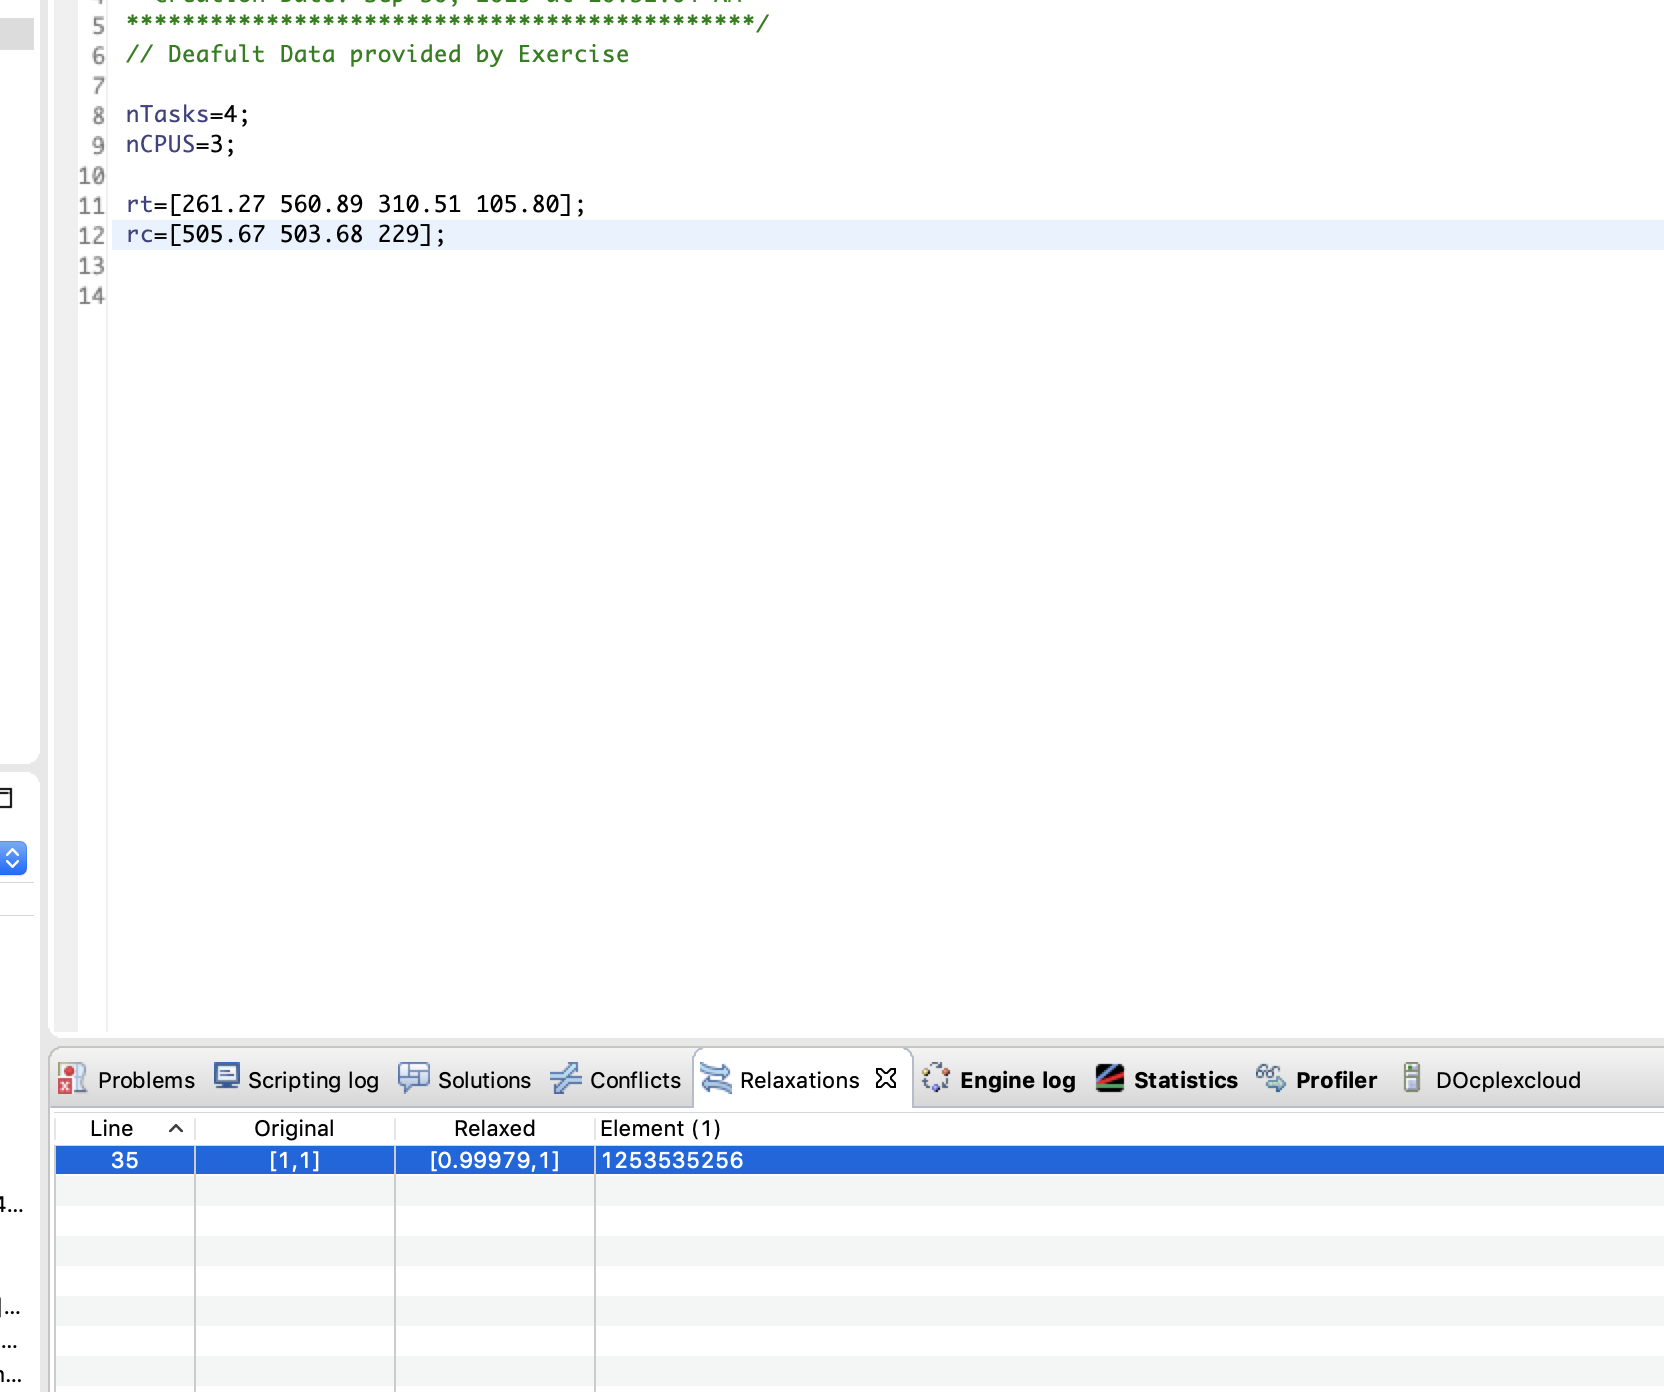 5 *********************************************/
6 // Deafult Data provided by Exercise
7
8 nTasks=4;
9 nCPUS=3;
10
11 rt=[261.27 560.89 310.51 105.80];
12 rc=[505.67 503.68 229];
13
14
Problems Scripting log Solutions Conflicts Relaxations Engine log Statistics Profiler DOcplexcloud
Line Original Relaxed Element (1)
35 [1,1] [0.99979,1] 1253535256